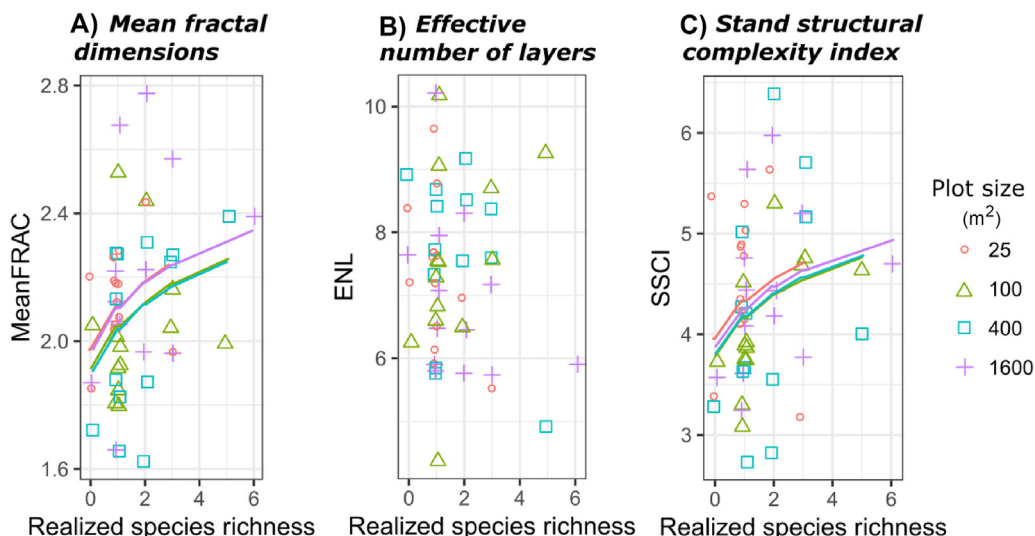 A) Mean fractal
dimensions
MeanFRAC
2.8
2.4
2.0
1.6
0 2 4 6
Realized species richness
B) Effective
number of layers
ENL
10
8
6
0 2 4 6
Realized species richness
C) Stand structural
complexity index
SSCI
6
5
4
3
0 2 4 6
Realized species richness
Plot size
(m²)
25
100
400
1600